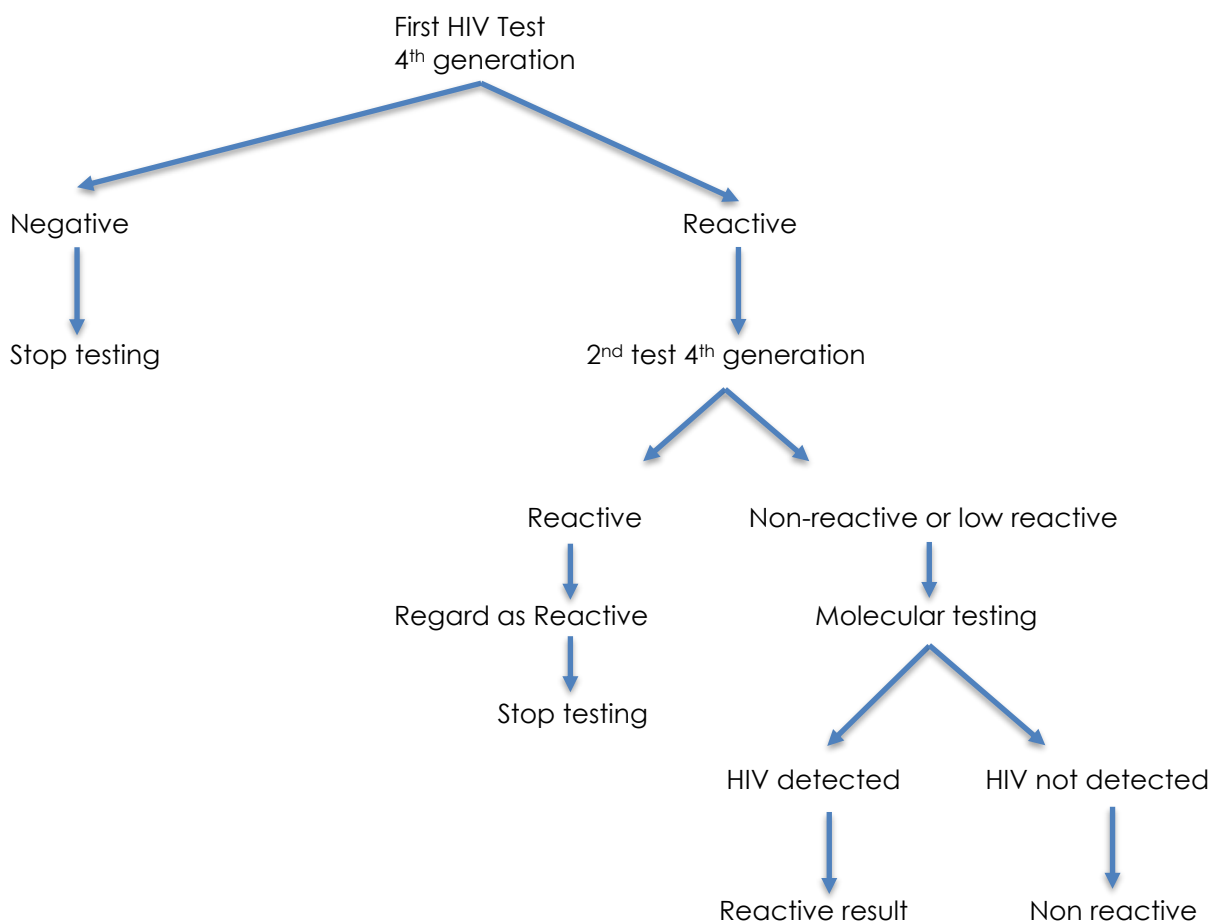 First HIV Test
4th generation
Negative
Reactive
Stop testing
2nd test 4th generation
Reactive
Non-reactive or low reactive
Regard as Reactive
Molecular testing
Stop testing
HIV detected
HIV not detected
Reactive result
Non reactive